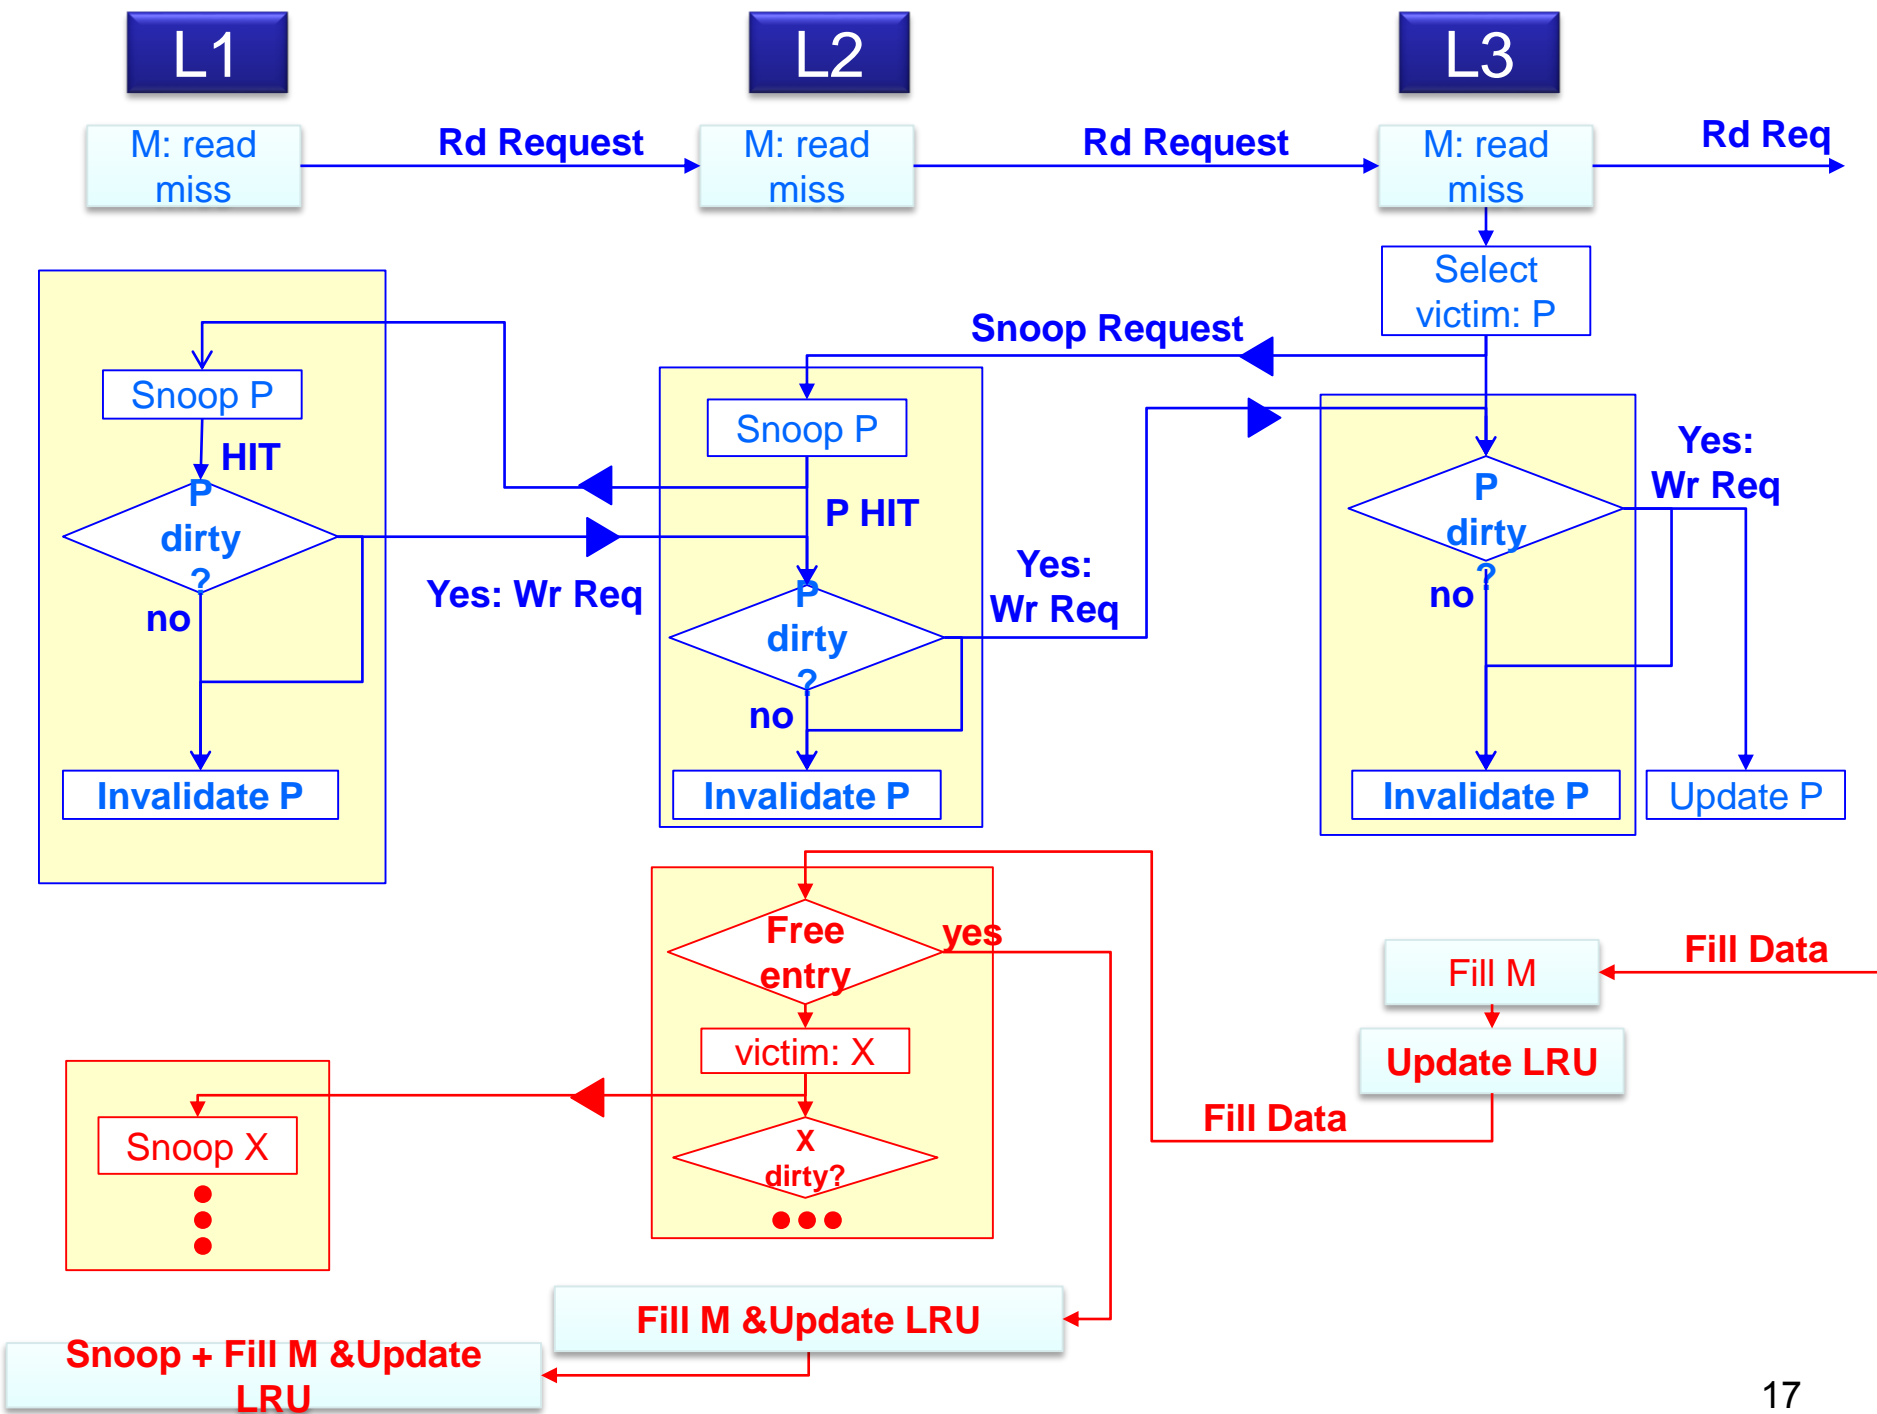 L1
L2
L3
M: read
miss
Rd Request
M: read
miss
Rd Request
M: read
miss
Rd Req
Select
victim: P
Snoop Request
Snoop P
HIT
P
dirty
?
no
Yes: Wr Req
Invalidate P
Snoop P
P HIT
P
dirty
?
no
Yes:
Wr Req
Invalidate P
P
dirty
?
no
Yes:
Wr Req
Invalidate P
Update P
Fill Data
Fill M
Update LRU
Fill Data
Free
entry
yes
victim: X
X
dirty?
Snoop X
Fill M &Update LRU
Snoop + Fill M &Update
LRU
17